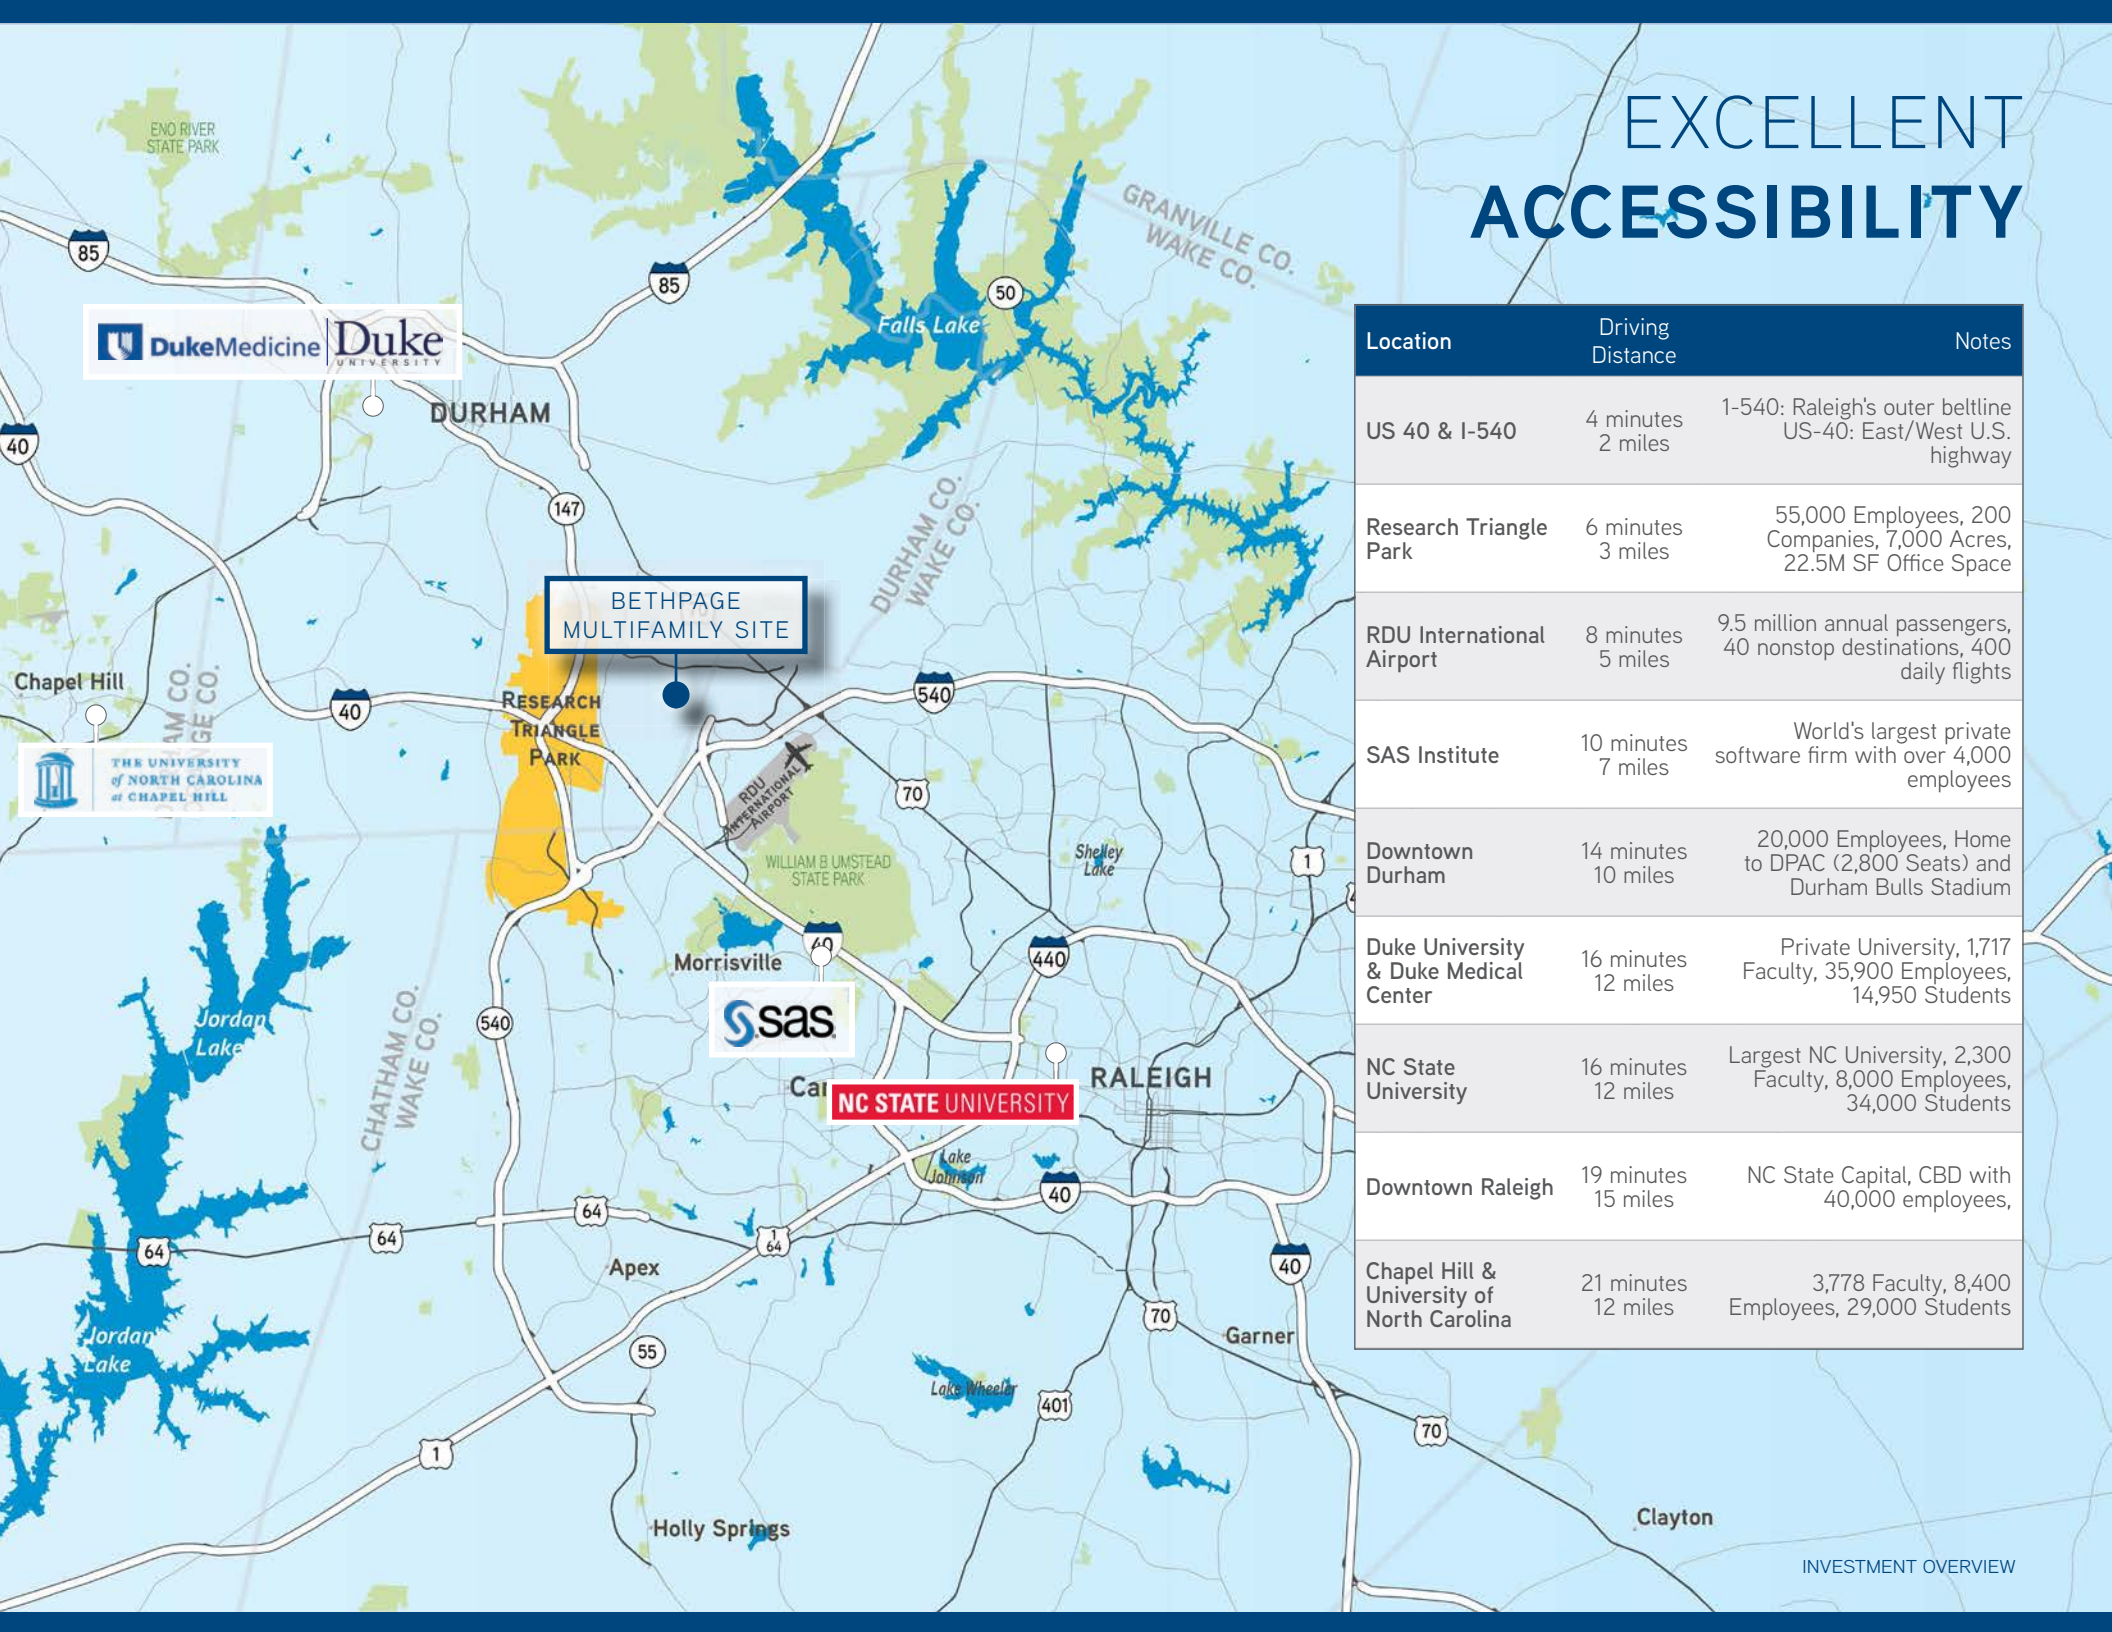 EXCELLENT
ACCESSIBILITY
ENO RIVER
STATE PARK
85
85
50
Falls Lake
GRANVILLE CO.
WAKE CO.
DukeMedicine
Duke
UNIVERSITY
DURHAM
40
147
DURHAM CO.
WAKE CO.
BETHPAGE
MULTIFAMILY SITE
Chapel Hill
40
RESEARCH
TRIANGLE
PARK
540
THE UNIVERSITY
of NORTH CAROLINA
at CHAPEL HILL
RDU
INTERNATIONAL
AIRPORT
70
WILLIAM B UMSTEAD
STATE PARK
Shelley
Lake
1
Morrisville
40
440
sas
Jordan
Lake
CHATHAM CO.
WAKE CO.
540
NC STATE UNIVERSITY
RALEIGH
Lake
Johnson
40
64
64
64
1
64
Apex
40
70
Garner
Jordan
Lake
55
Lake Wheeler
401
70
1
Holly Springs
Clayton
Location
Driving
Distance
Notes
US 40 & I-540
4 minutes
2 miles
1-540: Raleigh's outer beltline
US-40: East/West U.S.
highway
Research Triangle
Park
6 minutes
3 miles
55,000 Employees, 200
Companies, 7,000 Acres,
22.5M SF Office Space
RDU International
Airport
8 minutes
5 miles
9.5 million annual passengers,
40 nonstop destinations, 400
daily flights
SAS Institute
10 minutes
7 miles
World's largest private
software firm with over 4,000
employees
Downtown
Durham
14 minutes
10 miles
20,000 Employees, Home
to DPAC (2,800 Seats) and
Durham Bulls Stadium
Duke University
& Duke Medical
Center
16 minutes
12 miles
Private University, 1,717
Faculty, 35,900 Employees,
14,950 Students
NC State
University
16 minutes
12 miles
Largest NC University, 2,300
Faculty, 8,000 Employees,
34,000 Students
Downtown Raleigh
19 minutes
15 miles
NC State Capital, CBD with
40,000 employees,
Chapel Hill &
University of
North Carolina
21 minutes
12 miles
3,778 Faculty, 8,400
Employees, 29,000 Students
INVESTMENT OVERVIEW